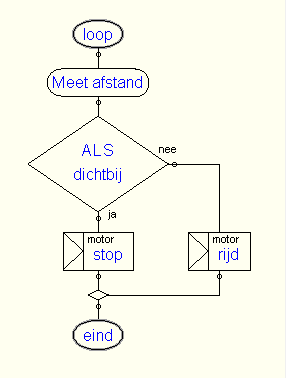 loop
Meet afstand
ALS
dichtbij
nee
ja
motor
stop
motor
rijd
eind